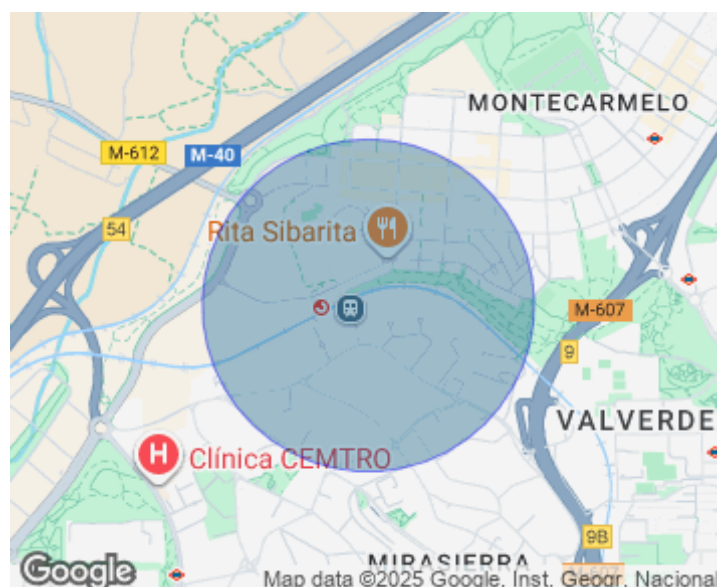 MONTECARMELO
M-612
M-40
54
Rita Sibarita
M-607
9
VALVERDE
H
Clínica CEMTRO
9B
MIRASIERRA
M-607
Google
Map data ©2025 Google, Inst. Geogr. Nacional